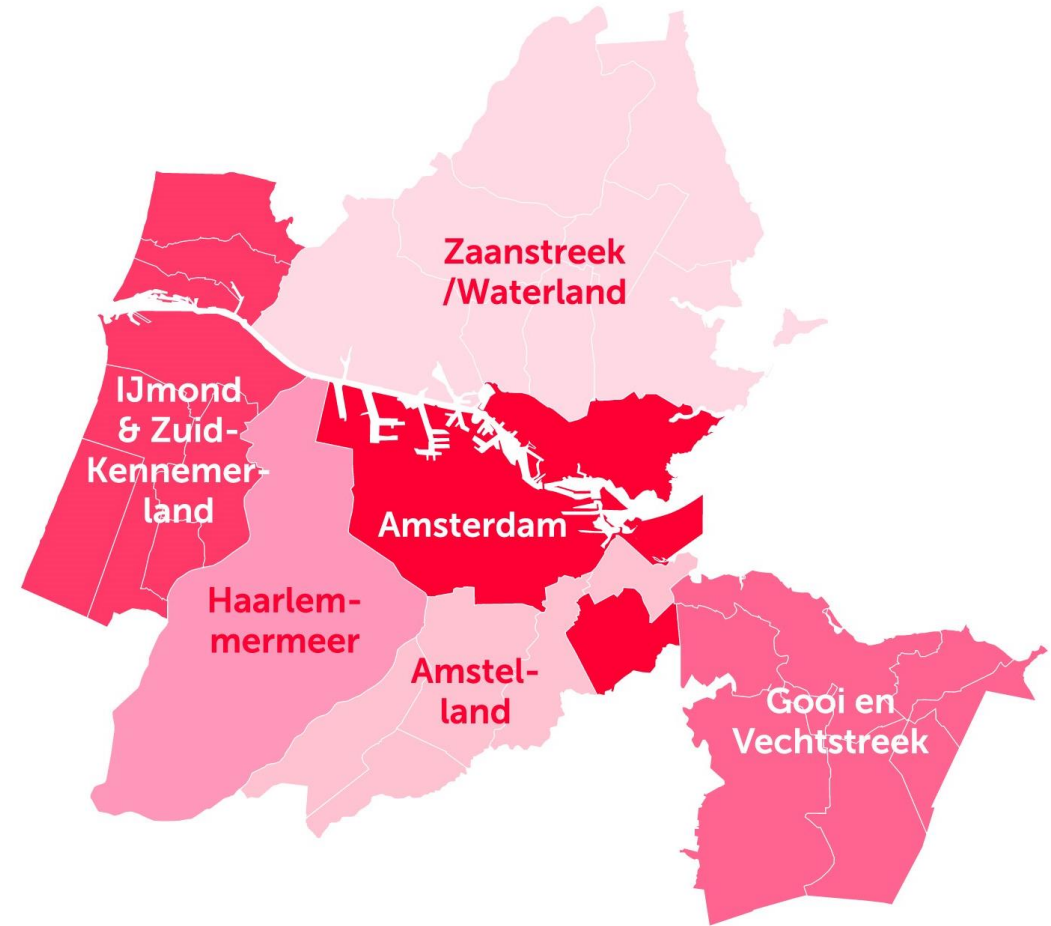 Zaanstreek
/Waterland
IJmond
& Zuid-
Kennemer-
land
Amsterdam
Haarlem-
mermeer
Amstel-
land
Gooi en
Vechtstreek